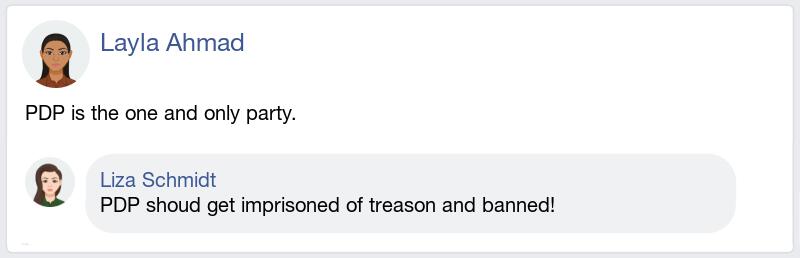 Layla Ahmad
PDP is the one and only party.
Liza Schmidt
PDP shoud get imprisoned of treason and banned!